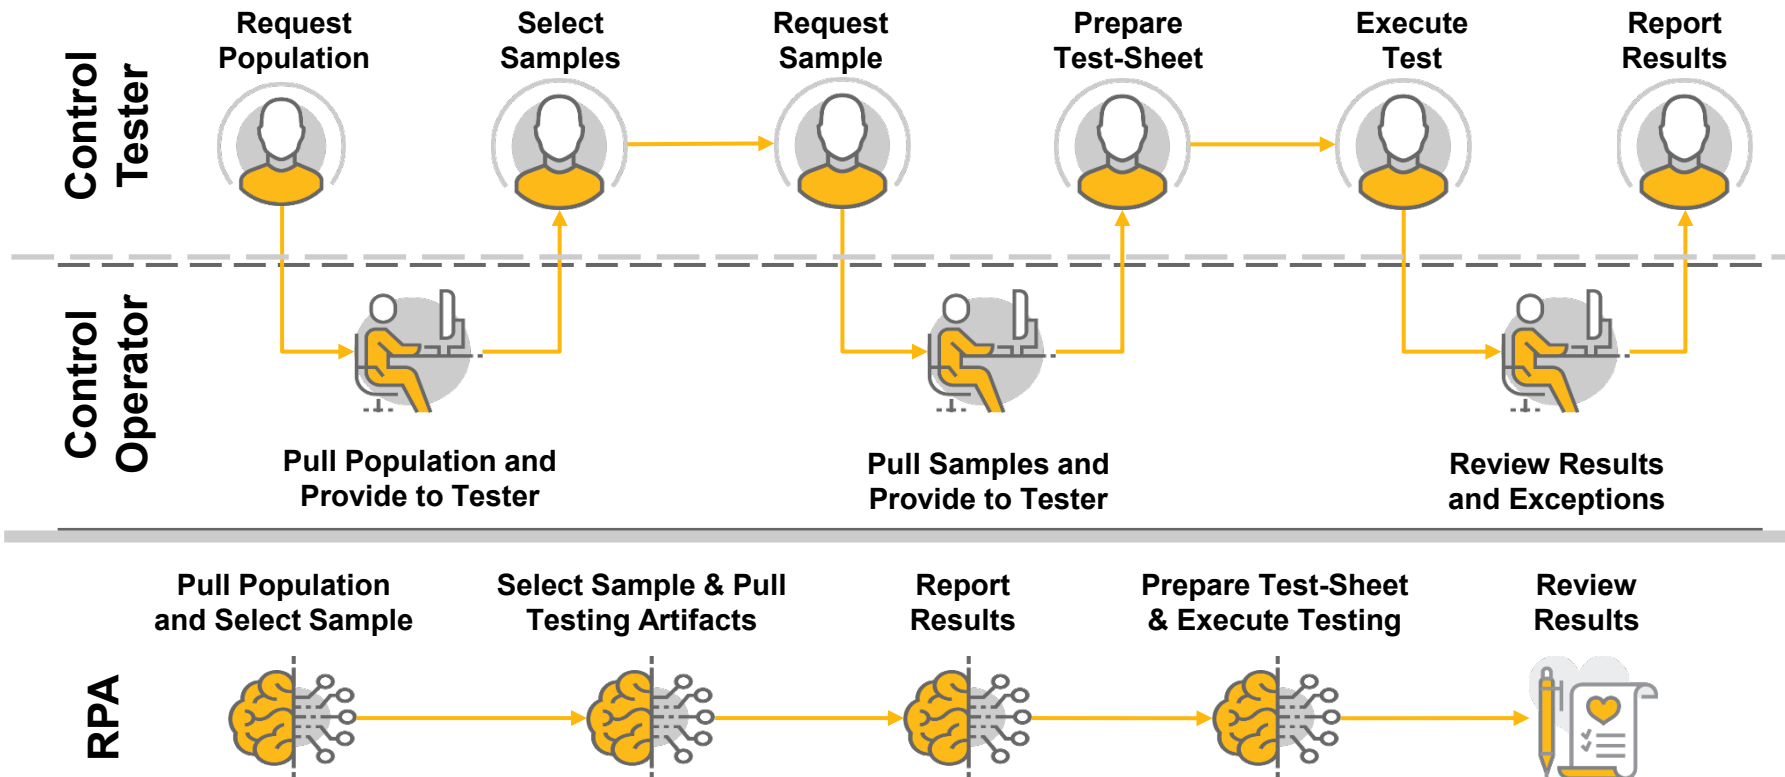 Control
Tester
Request
Population
Select
Samples
Request
Sample
Prepare
Test-Sheet
Execute
Test
Report
Results
Control
Operator
Pull Population and
Provide to Tester
Pull Samples and
Provide to Tester
Review Results
and Exceptions
RPA
Pull Population
and Select Sample
Select Sample & Pull
Testing Artifacts
Report
Results
Prepare Test-Sheet
& Execute Testing
Review
Results